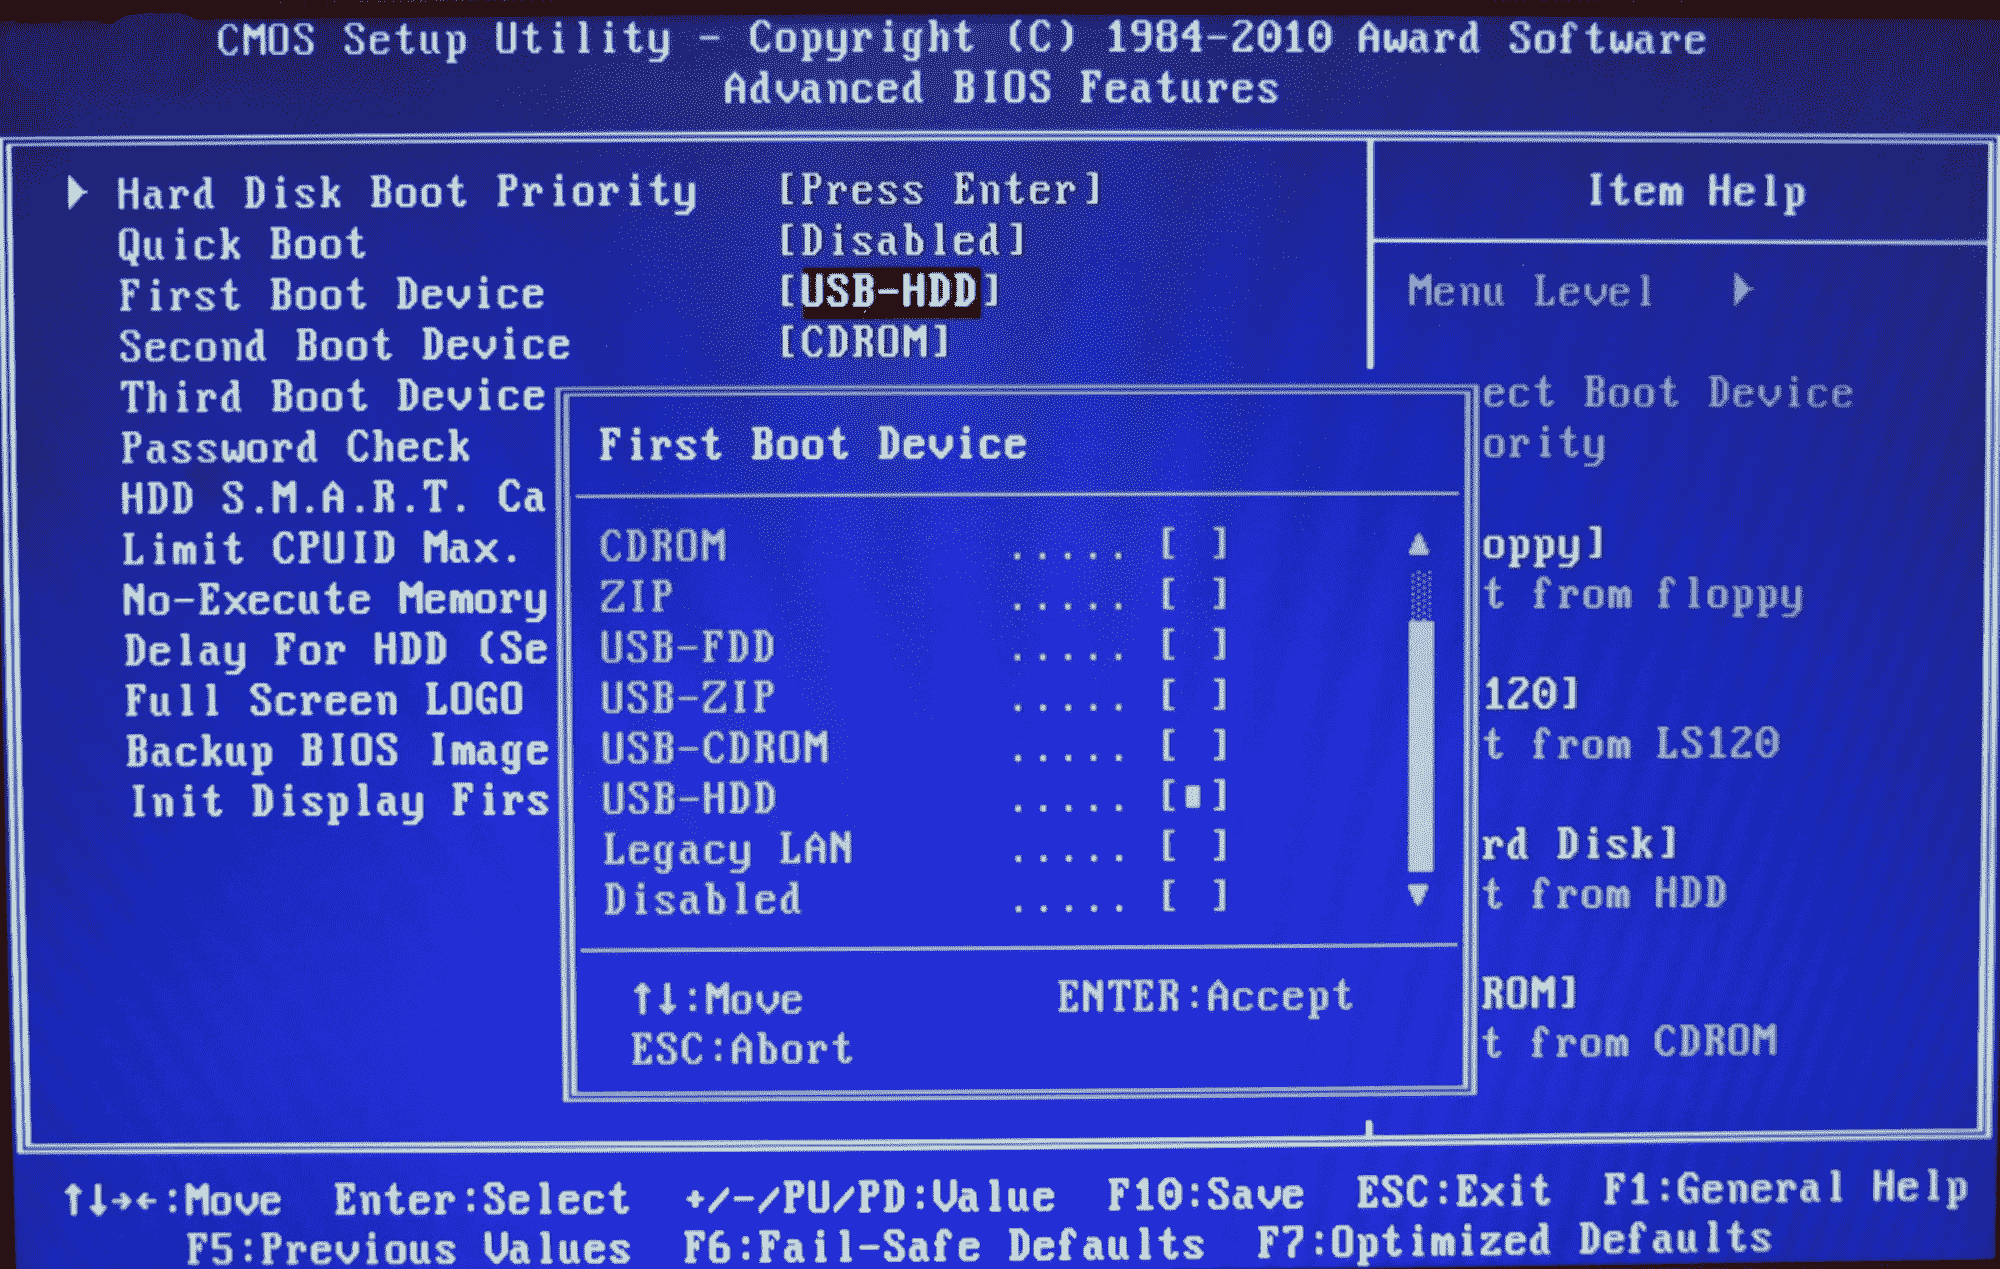 CMOS Setup Utility - Copyright (C) 1984-2010 Award Software
Advanced BIOS Features
▶ Hard Disk Boot Priority [Press Enter]
Quick Boot [Disabled]
First Boot Device [USB-HDD]
Second Boot Device [CDROM]
Third Boot Device
Password Check
HDD S.M.A.R.T. Ca
Limit CPUID Max.
No-Execute Memory
Delay For HDD (Se
Full Screen LOGO
Backup BIOS Image
Init Display Firs
First Boot Device
CDROM ..... [ ]
ZIP ..... [ ]
USB-FDD ..... [ ]
USB-ZIP ..... [ ]
USB-CDROM ..... [ ]
USB-HDD ..... [■]
Legacy LAN ..... [ ]
Disabled ..... [ ]
↑↓:Move ENTER:Accept
ESC:Abort
Item Help
Menu Level ▶
ect Boot Device
ority
oppy]
t from floppy
120]
t from LS120
rd Disk]
t from HDD
ROM]
t from CDROM
↑↓→←:Move Enter:Select +/-/PU/PD:Value F10:Save ESC:Exit F1:General Help
F5:Previous Values F6:Fail-Safe Defaults F7:Optimized Defaults